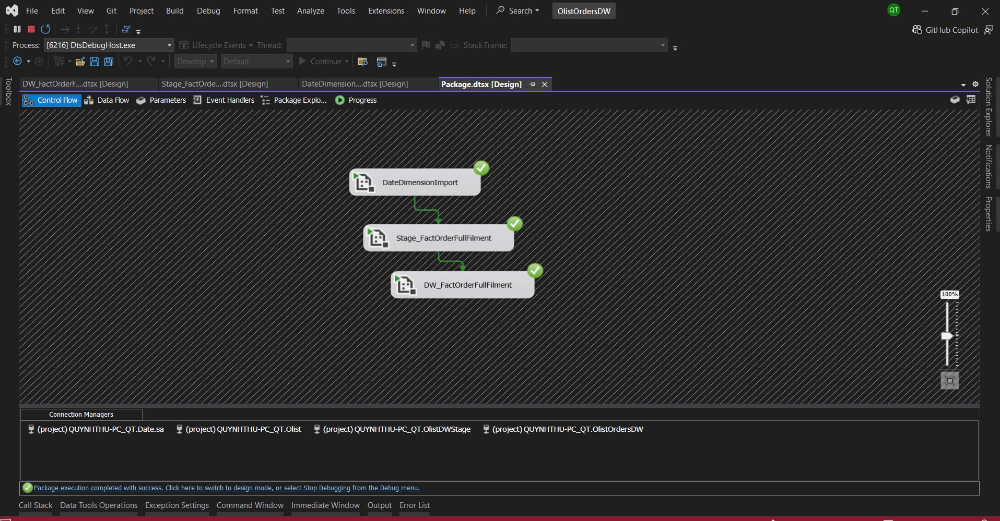 File Edit View Git Project Build Debug Format Test Analyze Tools Extensions Window Help Search OlistOrdersDW QT
GitHub Copilot
Process: [6216] DtsDebugHost.exe Lifecycle Events Thread: Stack Frame:
Develop Default Continue
Toolbox
DW_FactOrderF....dtsx [Design] Stage_FactOrde....dtsx [Design] DateDimension....dtsx [Design] Package.dtsx [Design]
Control Flow Data Flow Parameters Event Handlers Package Explo... Progress
Solution Explorer
Notifications
Properties
DateDimensionImport
Stage_FactOrderFullFilment
DW_FactOrderFullFilment
100%
Connection Managers
(project) QUYNHTHU-PC_QT.Date.sa (project) QUYNHTHU-PC_QT.Olist (project) QUYNHTHU-PC_QT.OlistDWStage (project) QUYNHTHU-PC_QT.OlistOrdersDW
Package execution completed with success. Click here to switch to design mode, or select Stop Debugging from the Debug menu.
Call Stack Data Tools Operations Exception Settings Command Window Immediate Window Output Error List